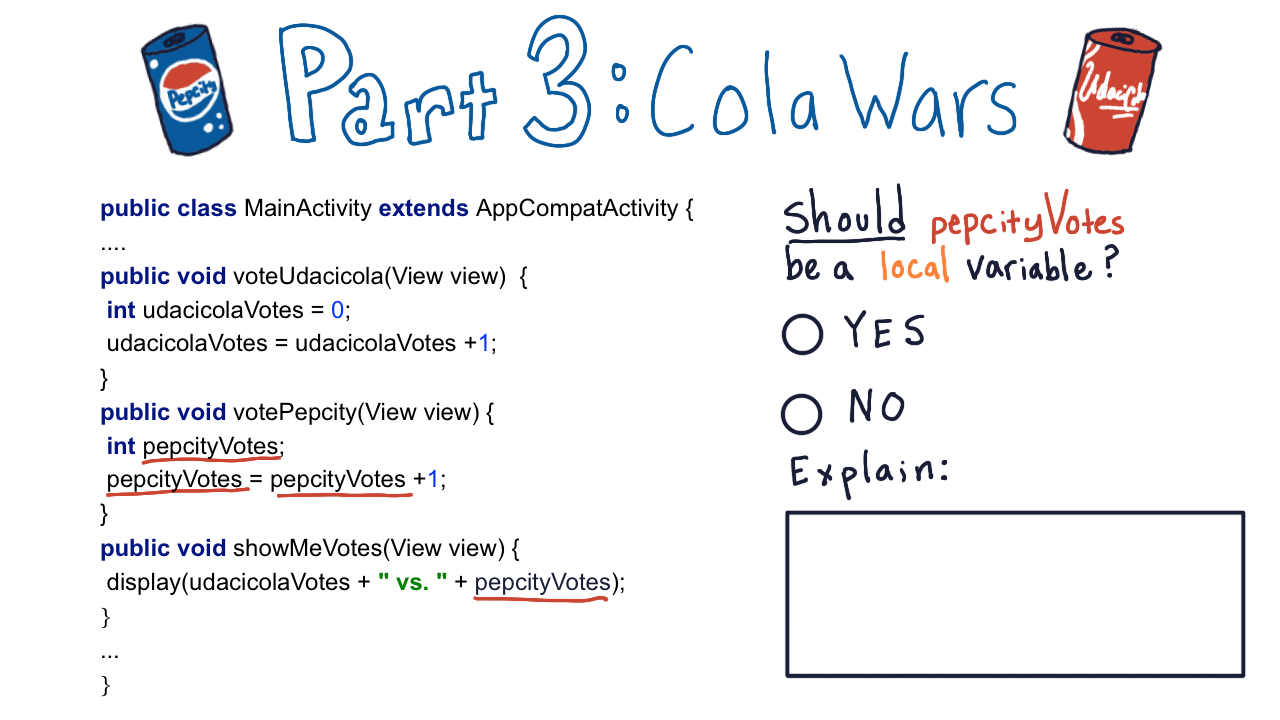 Part 3: Cola Wars
Pepcity
Udacity
public class MainActivity extends AppCompatActivity {
....
public void voteUdacicola(View view)  {
int udacicolaVotes = 0;
udacicolaVotes = udacicolaVotes +1;
}
public void votePepcity(View view) {
int pepcityVotes;
pepcityVotes = pepcityVotes +1;
}
public void showMeVotes(View view) {
display(udacicolaVotes + " vs. " + pepcityVotes);
}
...
}
Should pepcityVotes
be a local variable?
YES
NO
Explain: